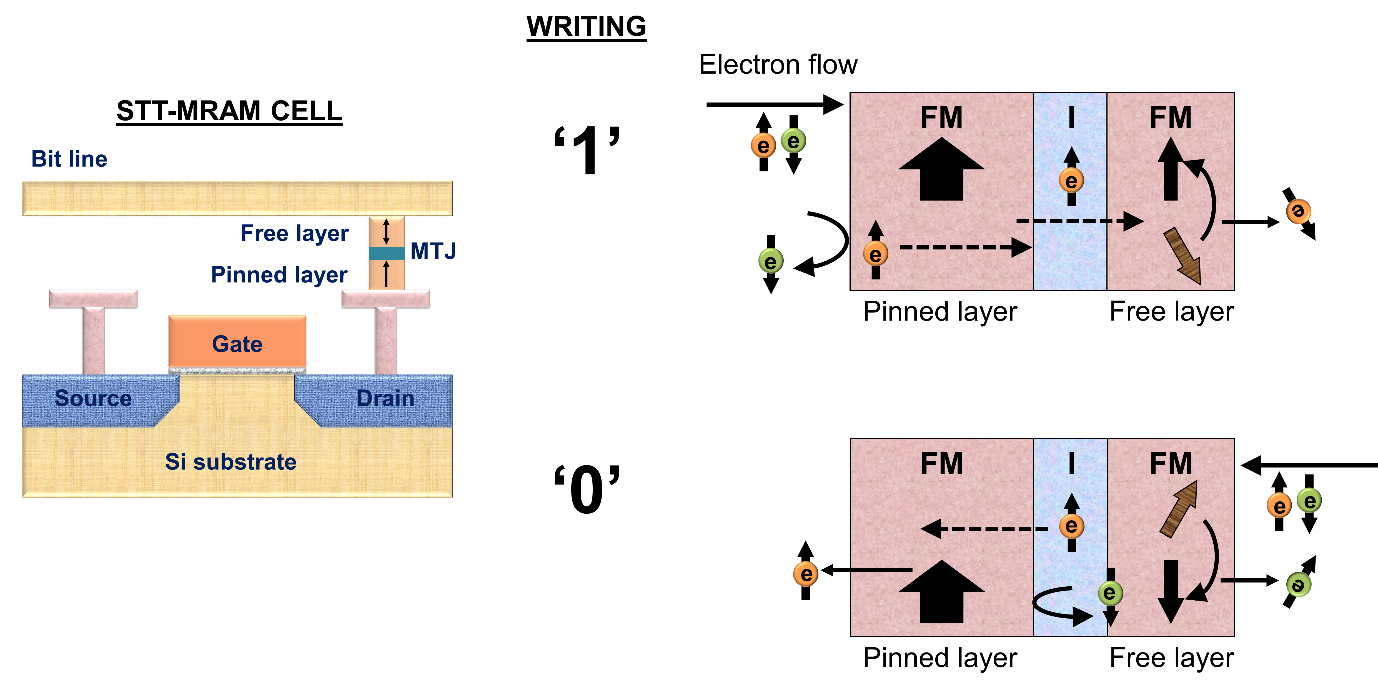 WRITING
STT-MRAM CELL
Bit line
Free layer
MTJ
Pinned layer
Gate
Source
Drain
Si substrate
‘1’
Electron flow
FM
I
FM
e
e
e
e
e
e
Pinned layer
Free layer
‘0’
FM
I
FM
e
e
e
e
e
e
Pinned layer
Free layer